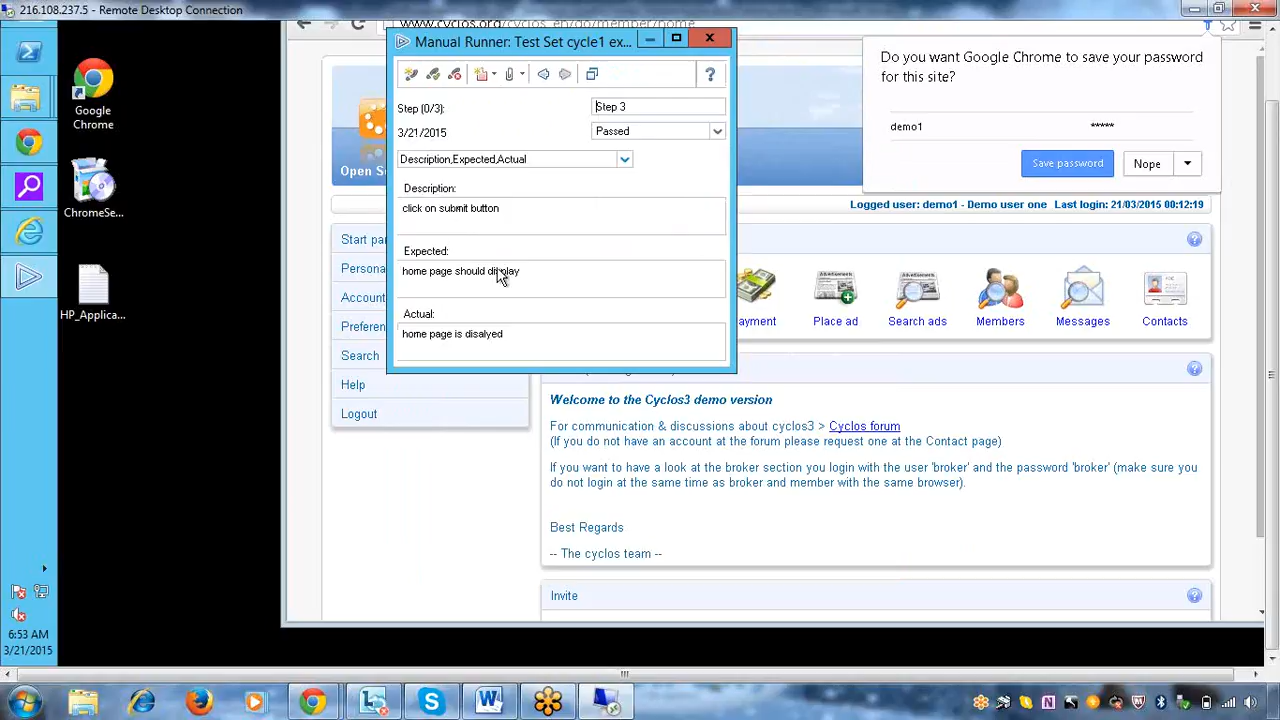 216.108.237.5 - Remote Desktop Connection
www.cyclos.org/cyclos_en/do/member/home
Google
Chrome
ChromeSe...
HP_Applica...
6:53 AM
3/21/2015
Manual Runner: Test Set cycle1 ex...
Step (0/3)
Step 3
3/21/2015
Passed
Description,Expected,Actual
Description:
click on submit button
Expected:
home page should display
Actual:
home page is disalyed
Do you want Google Chrome to save your password
for this site?
demo1
*****
Save password
Nope
Open S
Logged user: demo1 - Demo user one Last login: 21/03/2015 00:12:19
Start pa
Persona
Account
Preferen
Search
Help
Logout
ayment
Place ad
Search ads
Members
Messages
Contacts
Welcome to the Cyclos3 demo version
For communication & discussions about cyclos3 > Cyclos forum
(If you do not have an account at the forum please request one at the Contact page)
If you want to have a look at the broker section you login with the user 'broker' and the password 'broker' (make sure you
do not login at the same time as broker and member with the same browser).
Best Regards
-- The cyclos team --
Invite